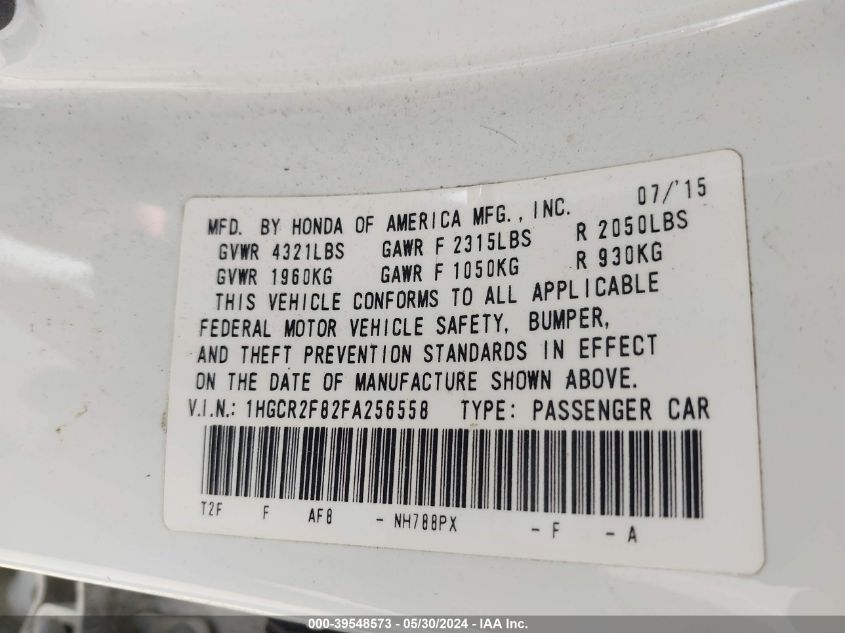 MFD. BY HONDA OF AMERICA MFG., INC. 07/'15
GVWR 4321LBS GAWR F 2315LBS R 2050LBS
GVWR 1960KG GAWR F 1050KG R 930KG
THIS VEHICLE CONFORMS TO ALL APPLICABLE
FEDERAL MOTOR VEHICLE SAFETY, BUMPER,
AND THEFT PREVENTION STANDARDS IN EFFECT
ON THE DATE OF MANUFACTURE SHOWN ABOVE.
V.I.N.: 1HGCR2F82FA256558 TYPE: PASSENGER CAR
T2F F AF8 - NH788PX - F - A
000-39548573 - 05/30/2024 - IAA Inc.